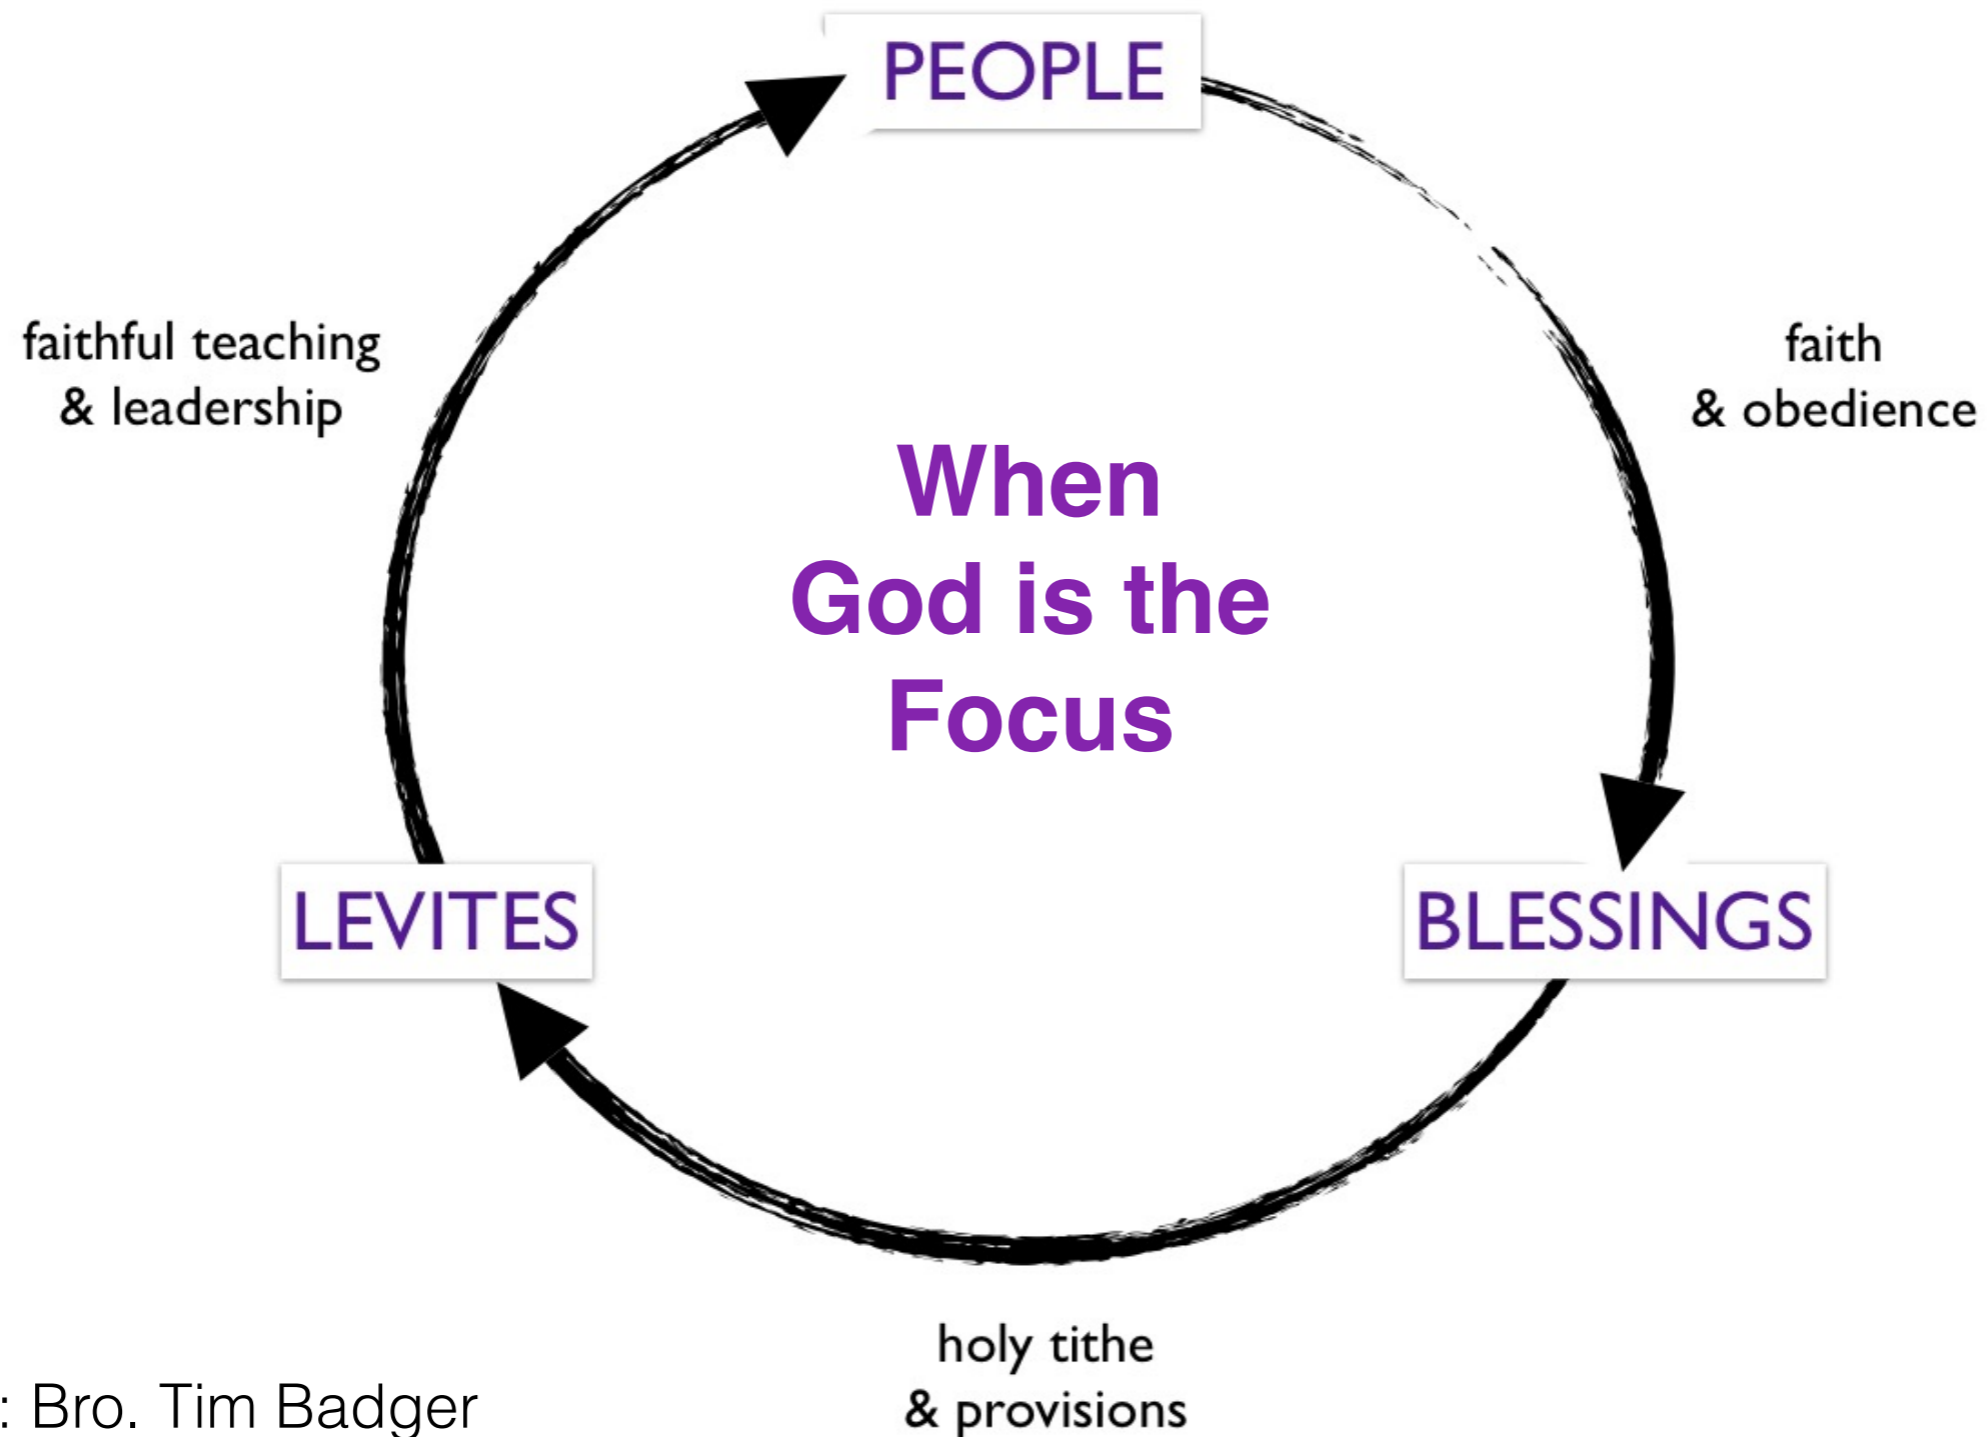 PEOPLE
faithful teaching
& leadership
faith
& obedience
When
God is the
Focus
LEVITES
BLESSINGS
holy tithe
& provisions
: Bro. Tim Badger